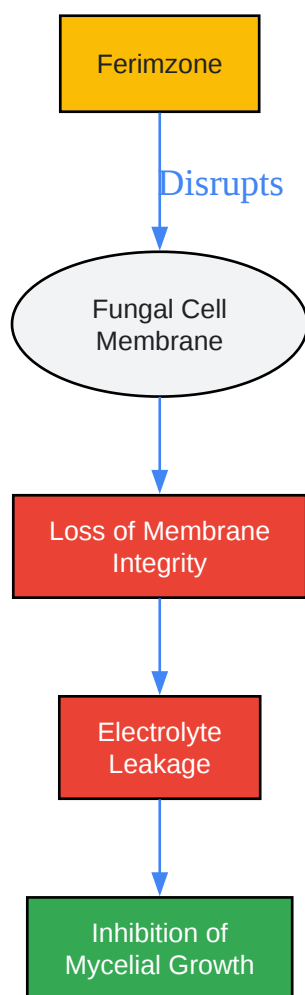 Ferimzone
Disrupts
Fungal Cell
Membrane
Loss of Membrane
Integrity
Electrolyte
Leakage
Inhibition of
Mycelial Growth